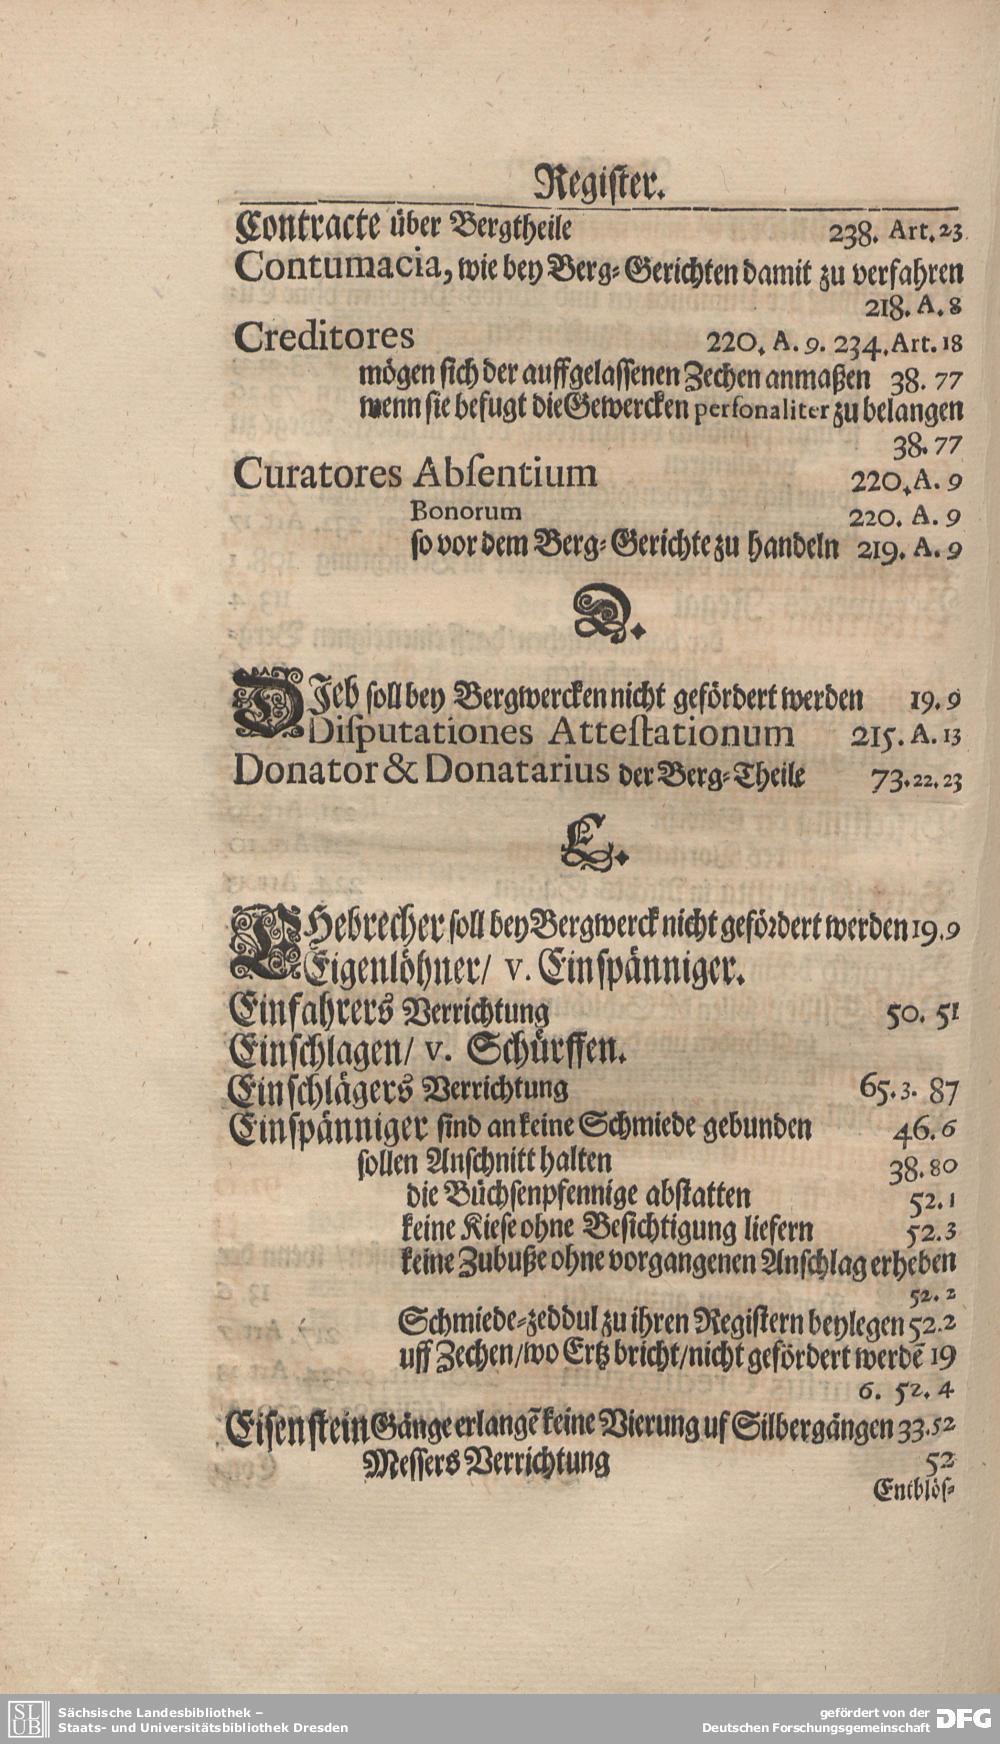 Register.
Contracte über Bergtheile 238. Art. 23
Contumacia, wie bey Berg-Gerichten damit zu verfahren
218. A. 8
Creditores 220. A. 9. 234. Art. 18
mögen sich der auffgelassenen Zechen anmaßen 38. 77
wenn sie befugt die Gewercken personaliter zu belangen
38. 77
Curatores Absentium 220. A. 9
Bonorum 220. A. 9
so vor dem Berg-Gerichte zu handeln 219. A. 9
D.
DIeb soll bey Bergwercken nicht gefördert werden 19. 9
Disputationes Attestationum 215. A. 13
Donator & Donatarius der Berg-Theile 73. 22. 23
E.
EHebrecher soll bey Bergwerck nicht gefördert werden 19. 9
Eigenlöhner/ v. Einspänniger.
Einfahrers Verrichtung 50. 51
Einschlagen/ v. Schürffen.
Einschlägers Verrichtung 65. 3. 87
Einspänniger sind an keine Schmiede gebunden 46. 6
sollen Anschnitt halten 38. 80
die Büchsenpfennige abstatten 52. 1
keine Kiese ohne Besichtigung liefern 52. 3
keine Zubuße ohne vorgangenen Anschlag erheben
52. 2
Schmiede-zeddul zu ihren Registern beylegen 52. 2
uff Zechen/wo Ertz bricht/nicht gefördert werdē 19
6. 52. 4
Eisenstein Gänge erlangē keine Vierung uf Silbergängen 33. 52
Messers Verrichtung 52
Entblös-
SLUB Sächsische Landesbibliothek –
Staats- und Universitätsbibliothek Dresden
gefördert von der
Deutschen Forschungsgemeinschaft DFG